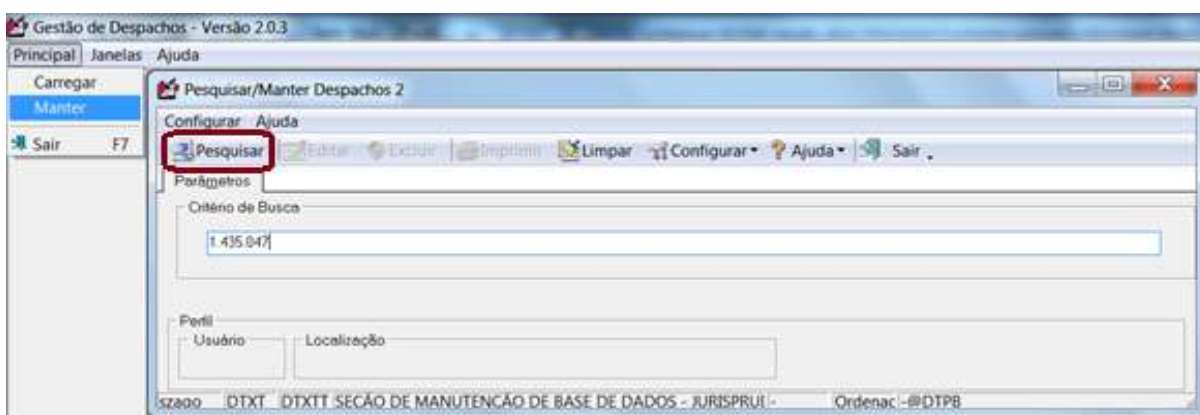 Gestão de Despachos - Versão 2.0.3
Principal Janelas Ajuda
Carregar
Manter
Sair F7
Pesquisar/Manter Despachos 2
Configurar Ajuda
Pesquisar Editar Excluir Imprimir Limpar Configurar Ajuda Sair
Parâmetros
Critério de Busca
1.435.047
Perfil
Usuário Localização
szago DTXT DTXTT SEÇÃO DE MANUTENÇÃO DE BASE DE DADOS - JURISPRUI - Ordenac -@DTPB